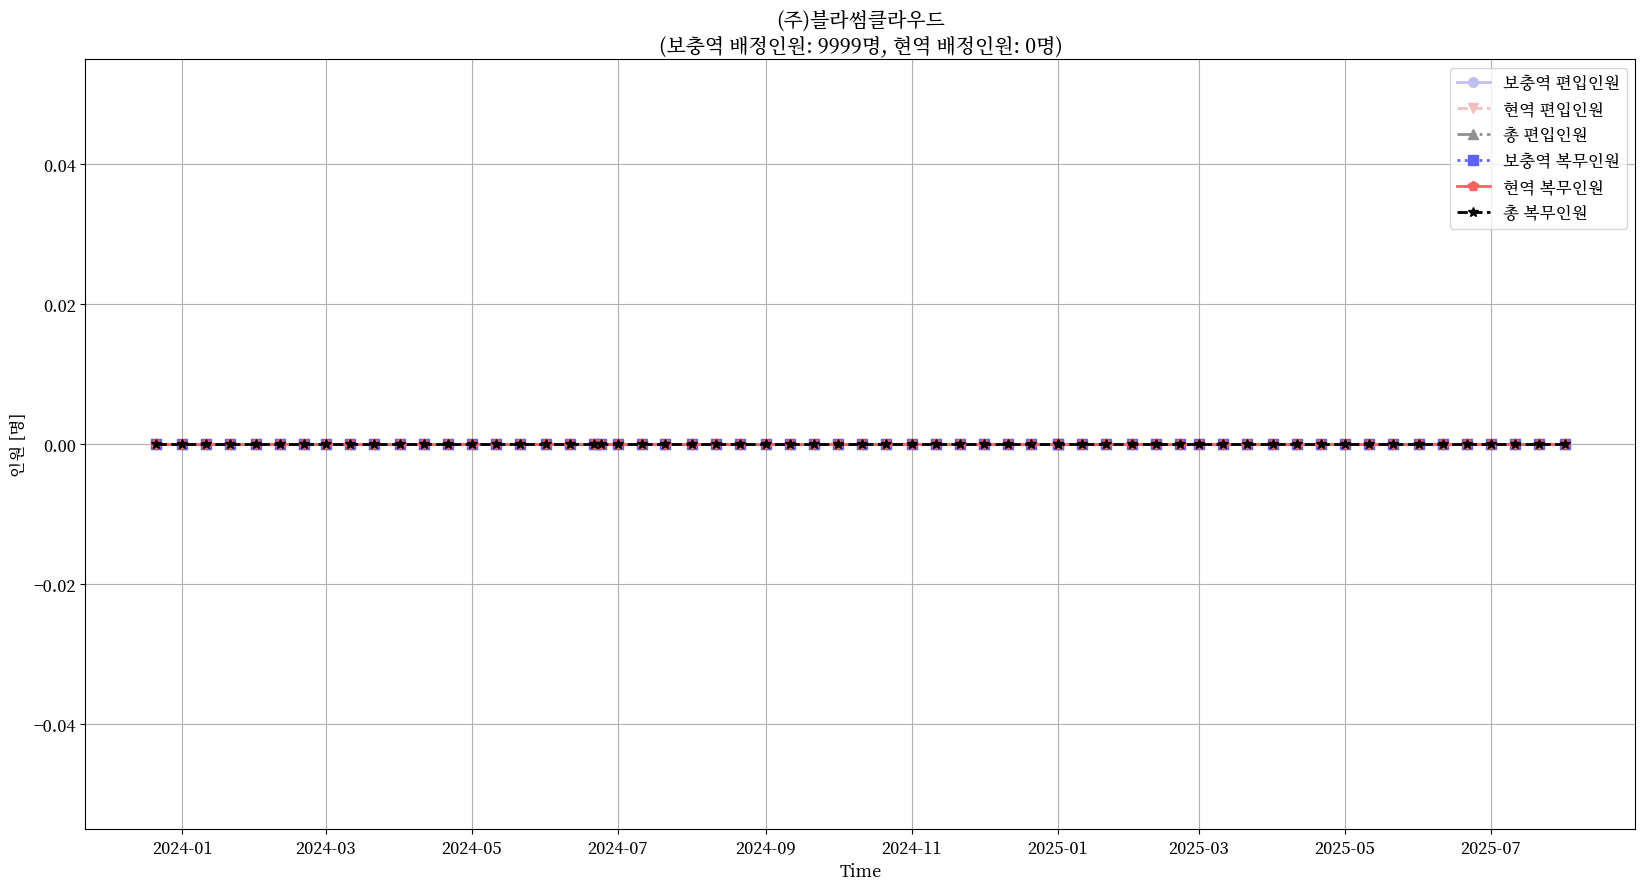 (주)블라썸클라우드
(보충역 배정인원: 9999명, 현역 배정인원: 0명)
보충역 편입인원
현역 편입인원
총 편입인원
보충역 복무인원
현역 복무인원
총 복무인원
인원 [명]
0.04
0.02
0.00
−0.02
−0.04
2024-01 2024-03 2024-05 2024-07 2024-09 2024-11 2025-01 2025-03 2025-05 2025-07
Time